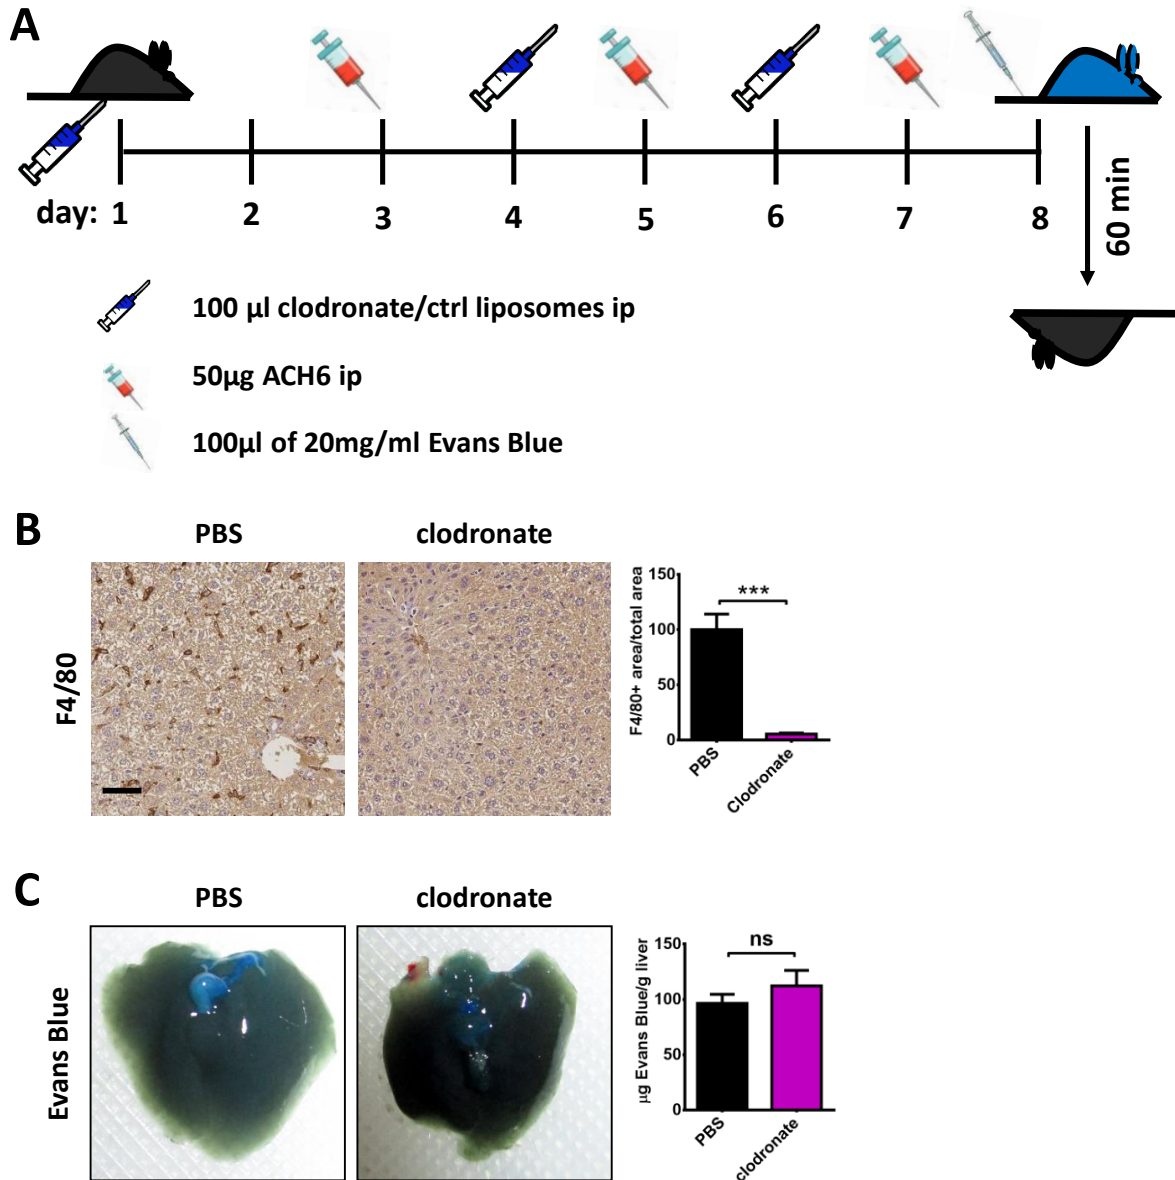 A
60 min
day: 1 2 3 4 5 6 7 8
100 µl clodronate/ctrl liposomes ip
50µg ACH6 ip
100µl of 20mg/ml Evans Blue
B
PBS clodronate
F4/80
F4/80+ area/total area
150
100
50
0
***
PBS
Clodronate
C
PBS clodronate
Evans Blue
µg Evans Blue/g liver
150
100
50
0
ns
PBS
clodronate